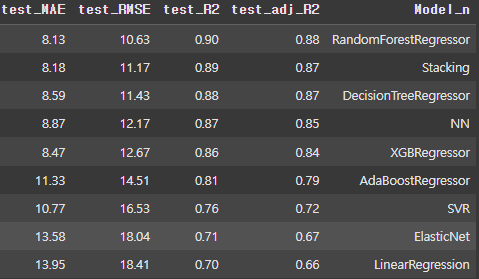 test_MAE test_RMSE test_R2 test_adj_R2 Model_n
8.13 10.63 0.90 0.88 RandomForestRegressor
8.18 11.17 0.89 0.87 Stacking
8.59 11.43 0.88 0.87 DecisionTreeRegressor
8.87 12.17 0.87 0.85 NN
8.47 12.67 0.86 0.84 XGBRegressor
11.33 14.51 0.81 0.79 AdaBoostRegressor
10.77 16.53 0.76 0.72 SVR
13.58 18.04 0.71 0.67 ElasticNet
13.95 18.41 0.70 0.66 LinearRegression